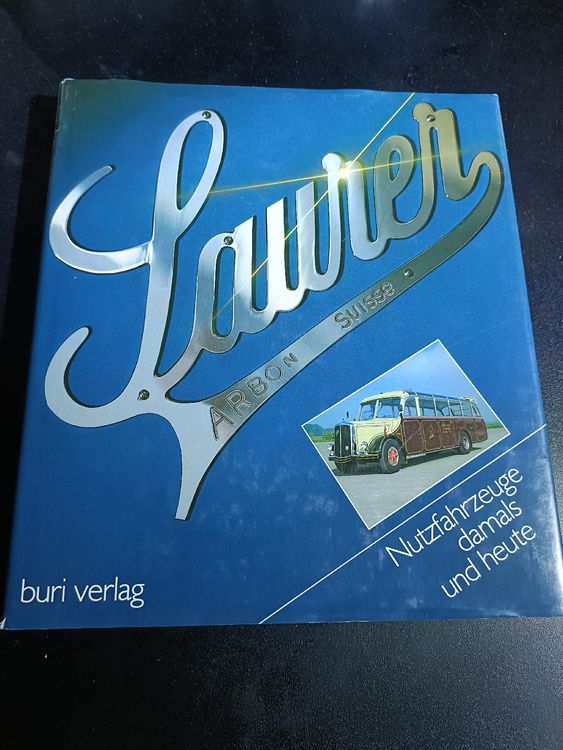 Saurer
ARBON SUISSE
Nutzfahrzeuge
damals
und heute
buri verlag